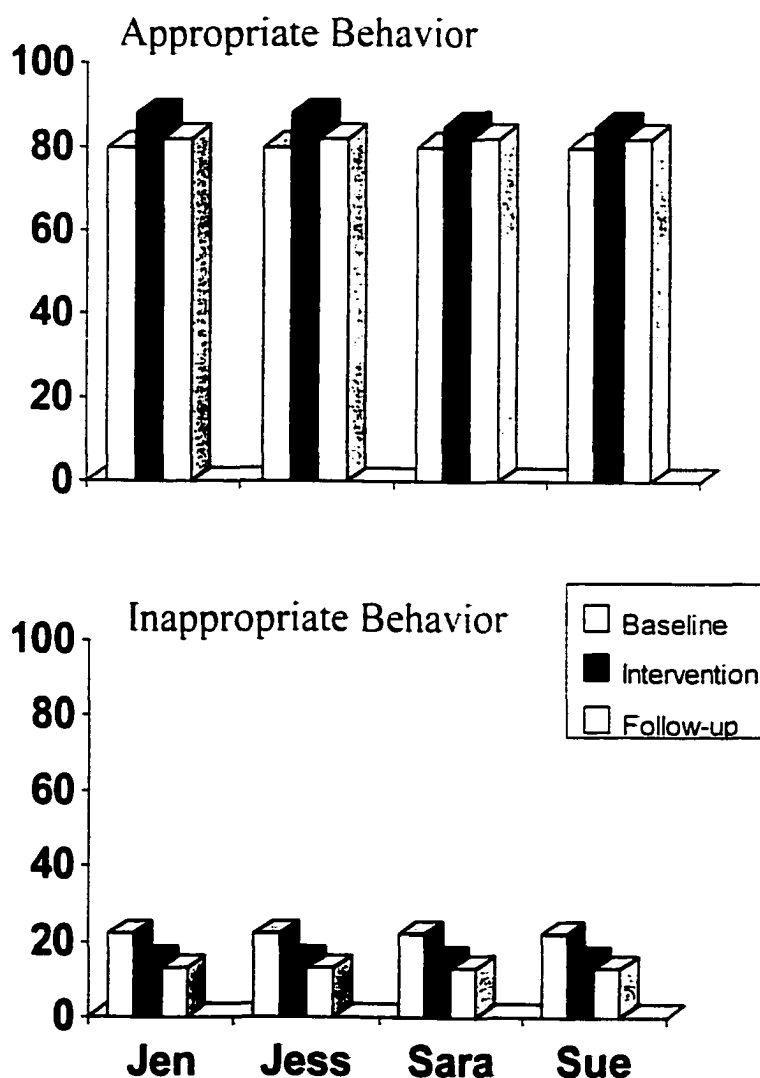 Appropriate Behavior
100
80
60
40
20
0
Inappropriate Behavior
100
80
60
40
20
0
Baseline
Intervention
Follow-up
Jen Jess Sara Sue